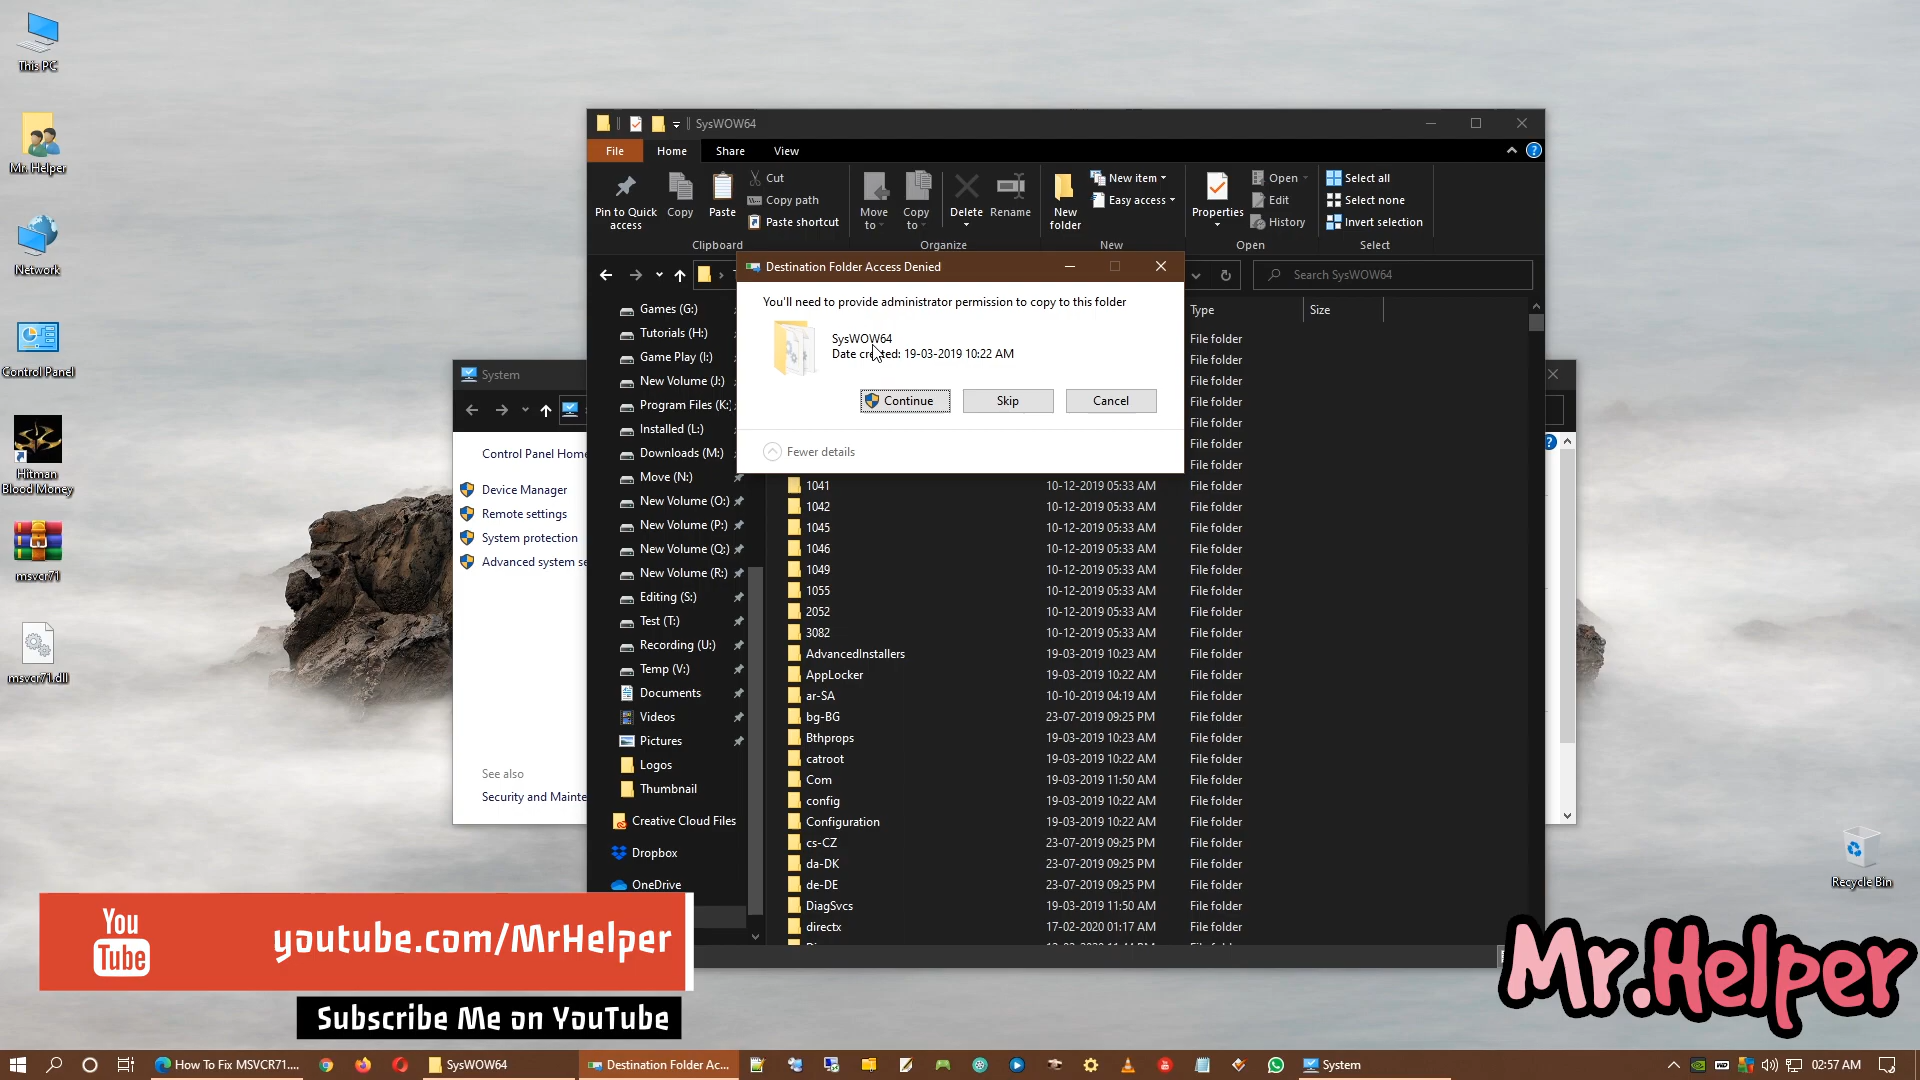 This PC
Mr. Helper
Network
Control Panel
Hitman
Blood Money
msvcr71
msvcr71.dll
Recycle Bin
System
Control Panel Home
Device Manager
Remote settings
System protection
Advanced system se
See also
Security and Mainte
SysWOW64
File
Home
Share
View
Pin to Quick
access
Copy
Paste
Cut
Copy path
Paste shortcut
Clipboard
Move
to
Copy
to
Delete
Rename
Organize
New
folder
New item
Easy access
New
Properties
Open
Edit
History
Open
Select all
Select none
Invert selection
Select
Search SysWOW64
Destination Folder Access Denied
You'll need to provide administrator permission to copy to this folder
SysWOW64
Date created: 19-03-2019 10:22 AM
Continue
Skip
Cancel
Fewer details
Games (G:)
Tutorials (H:)
Game Play (I:)
New Volume (J:)
Program Files (K:)
Installed (L:)
Downloads (M:)
Move (N:)
New Volume (O:)
New Volume (P:)
New Volume (Q:)
New Volume (R:)
Editing (S:)
Test (T:)
Recording (U:)
Temp (V:)
Documents
Videos
Pictures
Logos
Thumbnail
Creative Cloud Files
Dropbox
OneDrive
Type
Size
File folder
File folder
File folder
File folder
File folder
File folder
File folder
1041 10-12-2019 05:33 AM File folder
1042 10-12-2019 05:33 AM File folder
1045 10-12-2019 05:33 AM File folder
1046 10-12-2019 05:33 AM File folder
1049 10-12-2019 05:33 AM File folder
1055 10-12-2019 05:33 AM File folder
2052 10-12-2019 05:33 AM File folder
3082 10-12-2019 05:33 AM File folder
AdvancedInstallers 19-03-2019 10:23 AM File folder
AppLocker 19-03-2019 10:22 AM File folder
ar-SA 10-10-2019 04:19 AM File folder
bg-BG 23-07-2019 09:25 PM File folder
Bthprops 19-03-2019 10:23 AM File folder
catroot 19-03-2019 10:22 AM File folder
Com 19-03-2019 11:50 AM File folder
config 19-03-2019 10:22 AM File folder
Configuration 19-03-2019 10:22 AM File folder
cs-CZ 23-07-2019 09:25 PM File folder
da-DK 23-07-2019 09:25 PM File folder
de-DE 23-07-2019 09:25 PM File folder
DiagSvcs 19-03-2019 11:50 AM File folder
directx 17-02-2020 01:17 AM File folder
You
Tube
youtube.com/MrHelper
Subscribe Me on YouTube
Mr.Helper
How To Fix MSVCR71....
SysWOW64
Destination Folder Ac...
System
02:57 AM